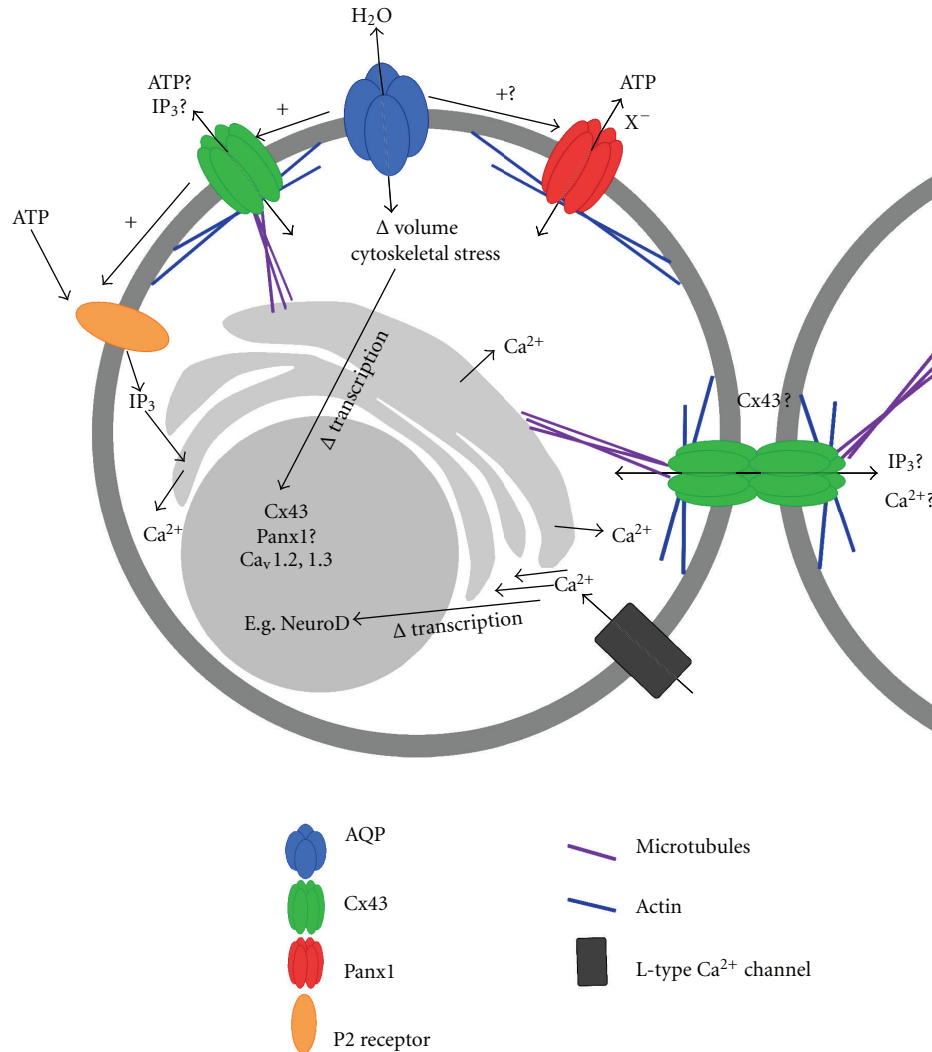 H₂O
ATP?
IP₃?
+
+?
ATP
X⁻
+
ATP
Δ volume
cytoskeletal stress
Δ transcription
Ca²⁺
IP₃
Cx43?
IP₃?
Ca²⁺?
Cx43
Panx1?
Caᵥ 1.2, 1.3
Ca²⁺
Ca²⁺
Ca²⁺
E.g. NeuroD
Δ transcription
AQP
Cx43
Panx1
P2 receptor
Microtubules
Actin
L-type Ca²⁺ channel